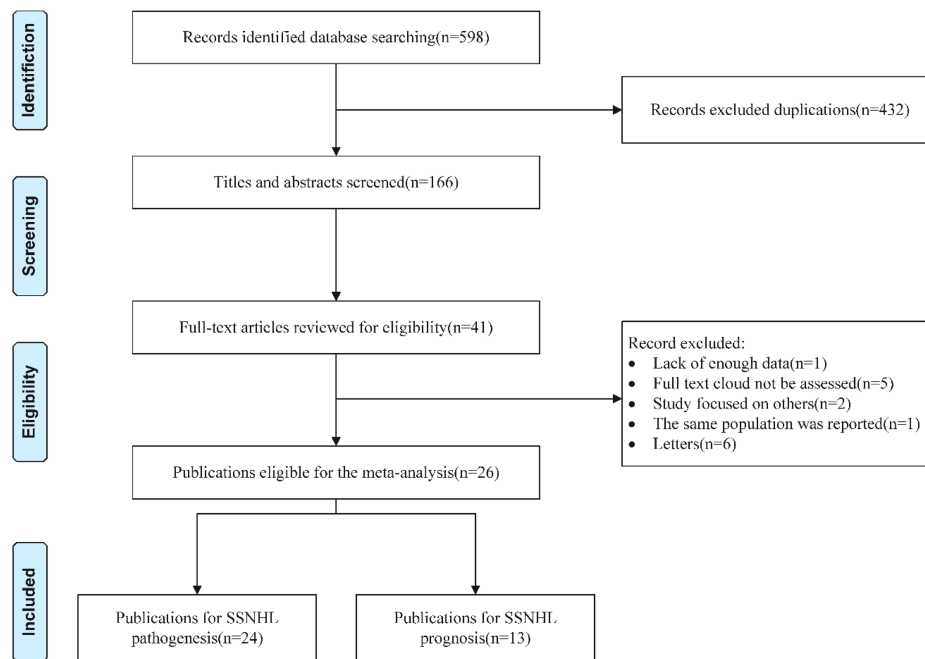 Identifiction
Records identified database searching(n=598)
Records excluded duplications(n=432)
Screening
Titles and abstracts screened(n=166)
Full-text articles reviewed for eligibility(n=41)
Eligibility
Record excluded:
• Lack of enough data(n=1)
• Full text cloud not be assessed(n=5)
• Study focused on others(n=2)
• The same population was reported(n=1)
• Letters(n=6)
Publications eligible for the meta-analysis(n=26)
Included
Publications for SSNHL
pathogenesis(n=24)
Publications for SSNHL
prognosis(n=13)